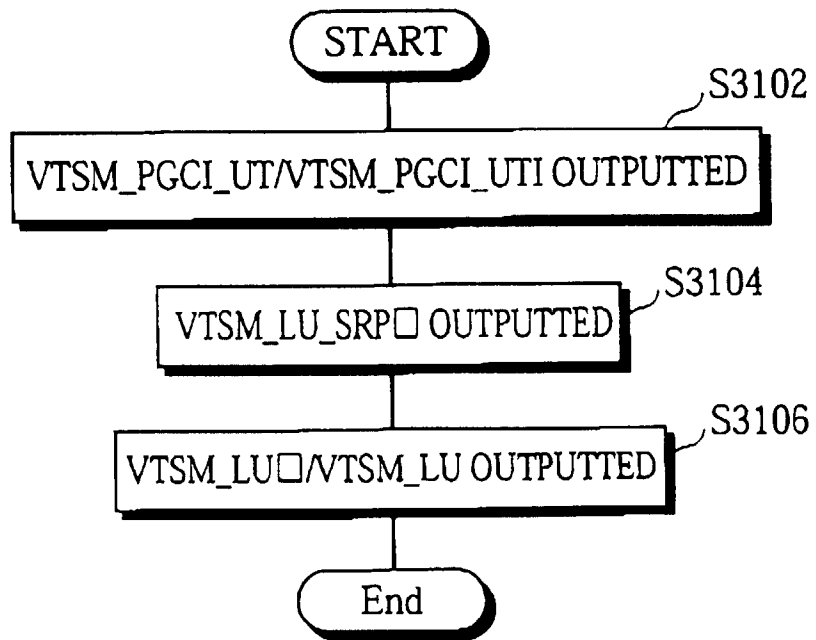 START
S3102
VTSM_PGCI_UT/VTSM_PGCI_UTI OUTPUTTED
S3104
VTSM_LU_SRP□ OUTPUTTED
S3106
VTSM_LU□/VTSM_LU OUTPUTTED
End